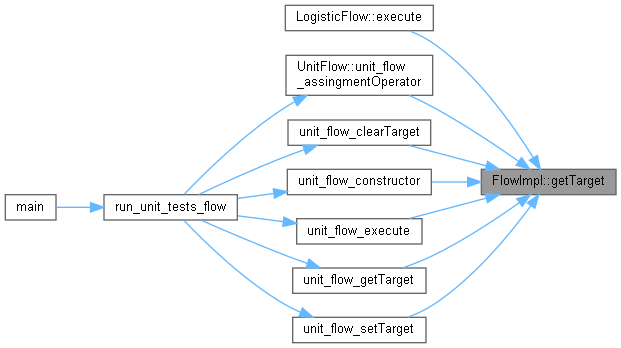 LogisticFlow::execute
UnitFlow::unit_flow
_assingmentOperator
unit_flow_clearTarget
unit_flow_constructor
FlowImpl::getTarget
main
run_unit_tests_flow
unit_flow_execute
unit_flow_getTarget
unit_flow_setTarget